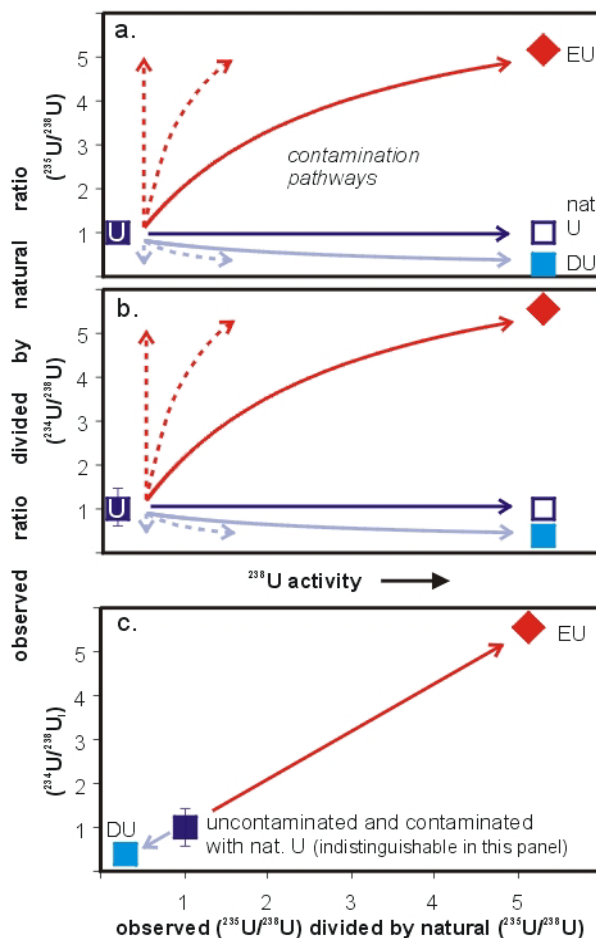 observed ratio divided by natural ratio
a.
(²³⁵U/²³⁸U)
5
4
3
2
1
EU
contamination
pathways
U
nat
U
DU
b.
(²³⁴U/²³⁸U)
5
4
3
2
1
U
²³⁸U activity
c.
(²³⁴U/²³⁸U)
5
4
3
2
1
EU
DU
uncontaminated and contaminated
with nat. U (indistinguishable in this panel)
1 2 3 4 5
observed (²³⁵U/²³⁸U) divided by natural (²³⁵U/²³⁸U)